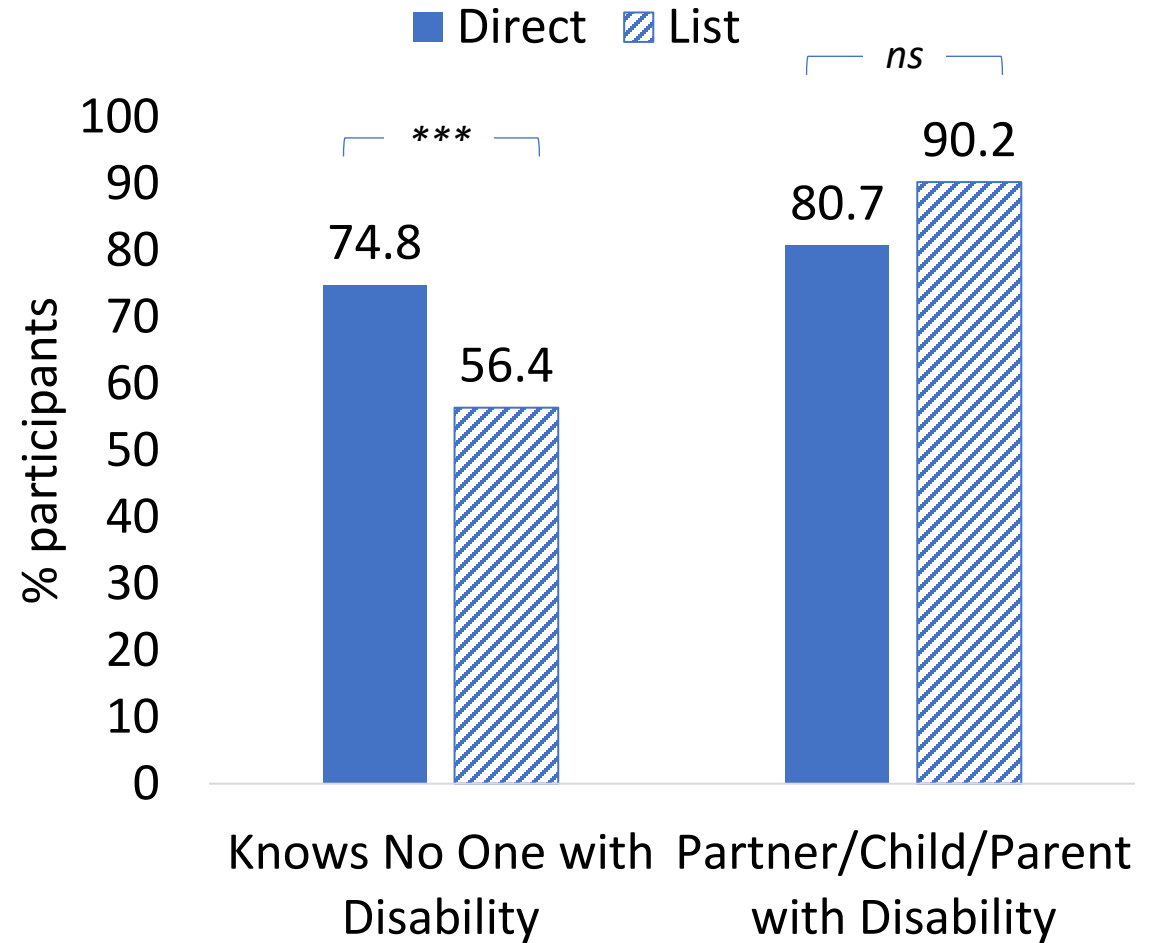 Direct List
ns
***
100
90
80
70
60
50
40
30
20
10
0
% participants
74.8
56.4
80.7
90.2
Knows No One with
Disability
Partner/Child/Parent
with Disability